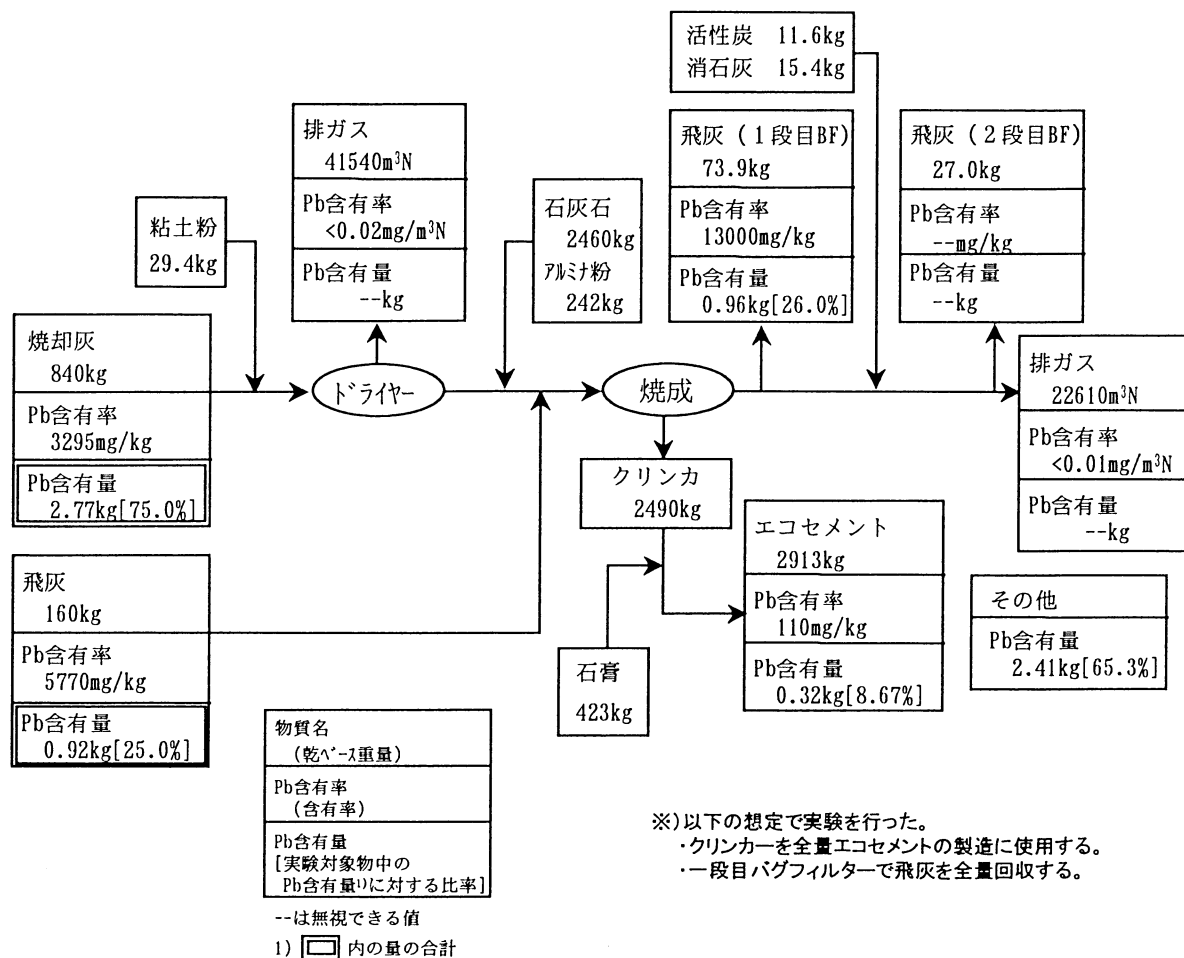 活性炭 11.6kg
消石灰 15.4kg
排ガス
41540m³N
Pb含有率
<0.02mg/m³N
Pb含有量
--kg
飛灰(1段目BF)
73.9kg
Pb含有率
13000mg/kg
Pb含有量
0.96kg[26.0%]
飛灰(2段目BF)
27.0kg
Pb含有率
--mg/kg
Pb含有量
--kg
粘土粉
29.4kg
石灰石
2460kg
アルミナ粉
242kg
焼却灰
840kg
Pb含有率
3295mg/kg
Pb含有量
2.77kg[75.0%]
ドライヤー
焼成
排ガス
22610m³N
Pb含有率
<0.01mg/m³N
Pb含有量
--kg
クリンカ
2490kg
エコセメント
2913kg
Pb含有率
110mg/kg
Pb含有量
0.32kg[8.67%]
飛灰
160kg
Pb含有率
5770mg/kg
Pb含有量
0.92kg[25.0%]
石膏
423kg
その他
Pb含有量
2.41kg[65.3%]
物質名
(乾ベース重量)
Pb含有率
(含有率)
Pb含有量
[実験対象物中の
Pb含有量1)に対する比率]
--は無視できる値
1) 内の量の合計
※)以下の想定で実験を行った。
・クリンカーを全量エコセメントの製造に使用する。
・一段目バグフィルターで飛灰を全量回収する。